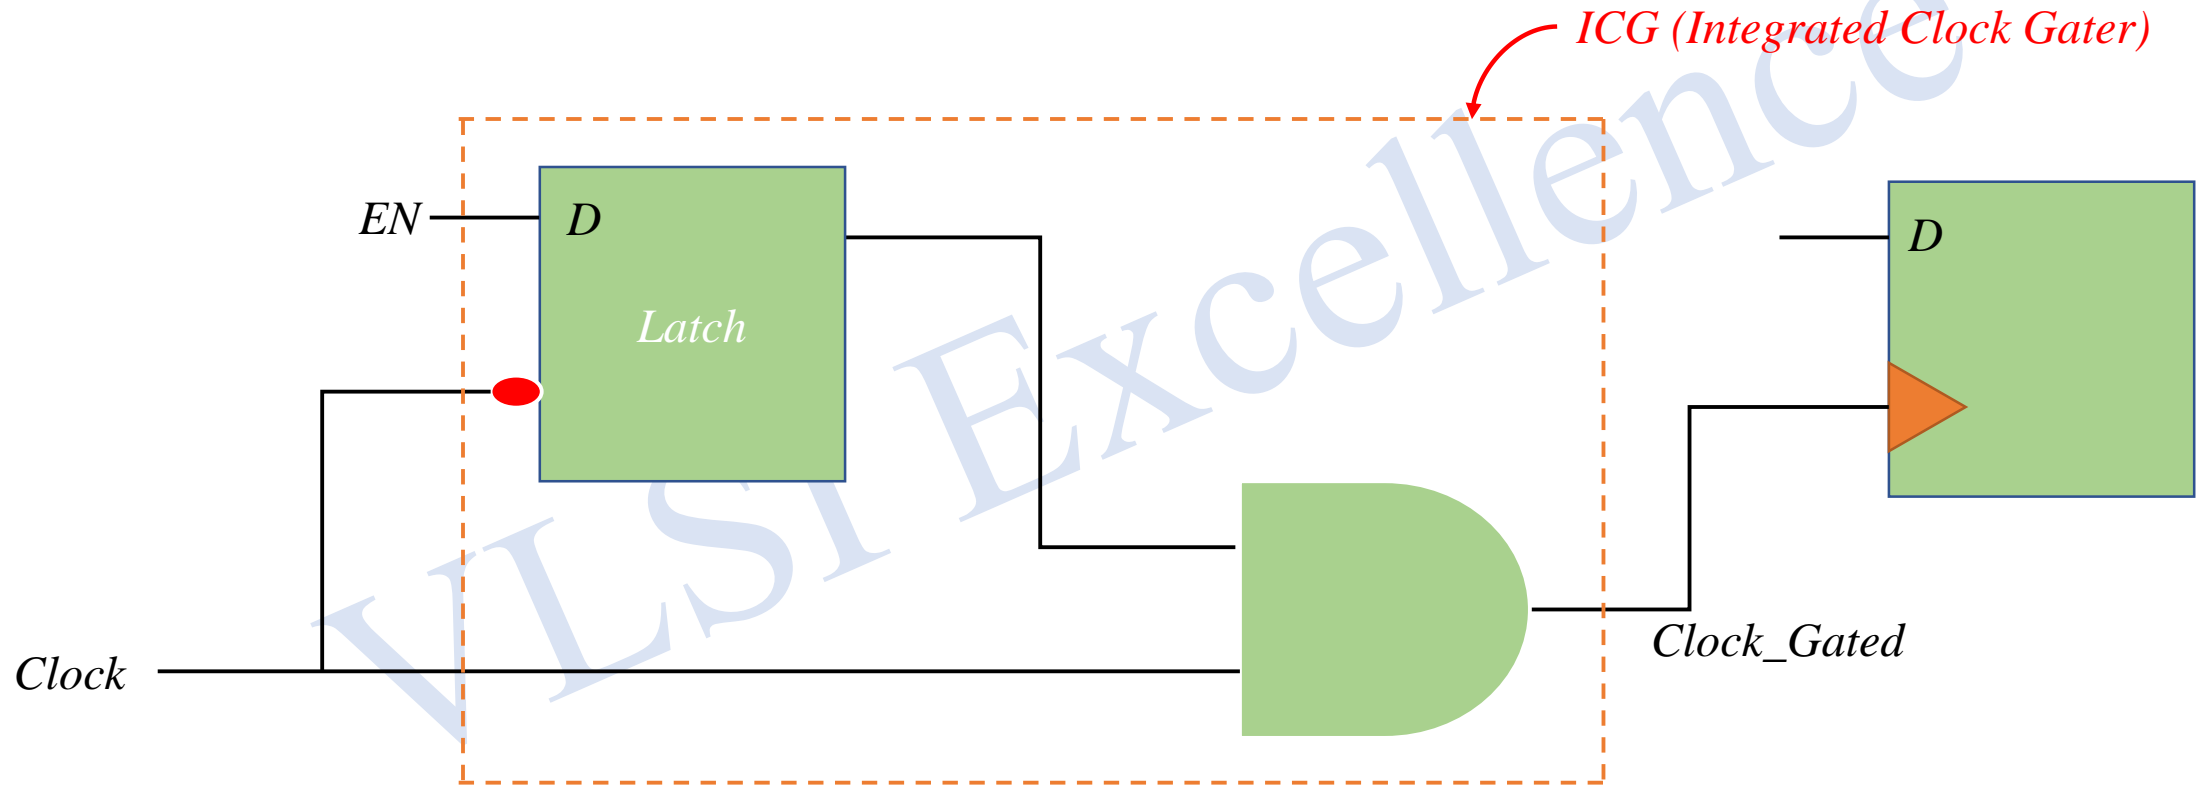 ICG (Integrated Clock Gater)
EN
D
D
Latch
Clock
Clock_Gated
VLSI Excellence